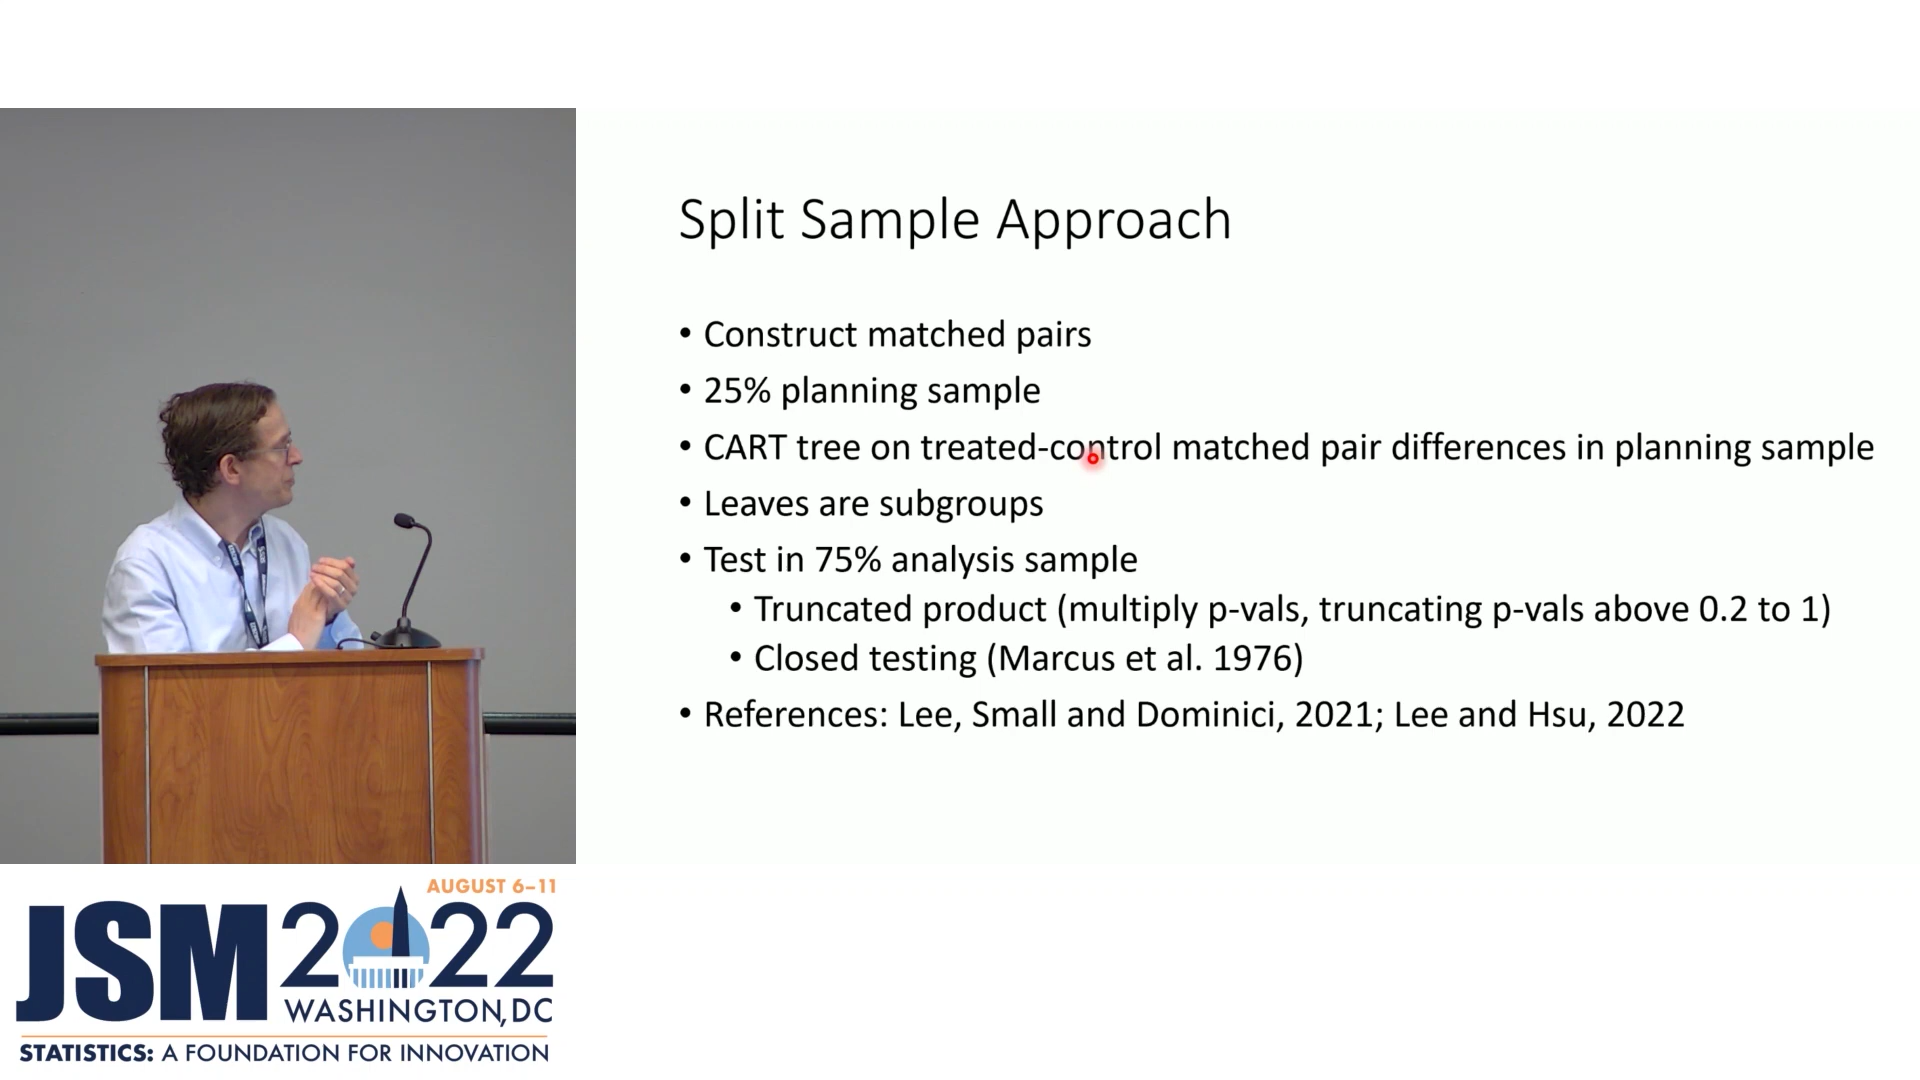 Split Sample Approach
• Construct matched pairs
• 25% planning sample
• CART tree on treated-control matched pair differences in planning sample
• Leaves are subgroups
• Test in 75% analysis sample
• Truncated product (multiply p-vals, truncating p-vals above 0.2 to 1)
• Closed testing (Marcus et al. 1976)
• References: Lee, Small and Dominici, 2021; Lee and Hsu, 2022
AUGUST 6–11
JSM 2022
WASHINGTON, DC
STATISTICS: A FOUNDATION FOR INNOVATION